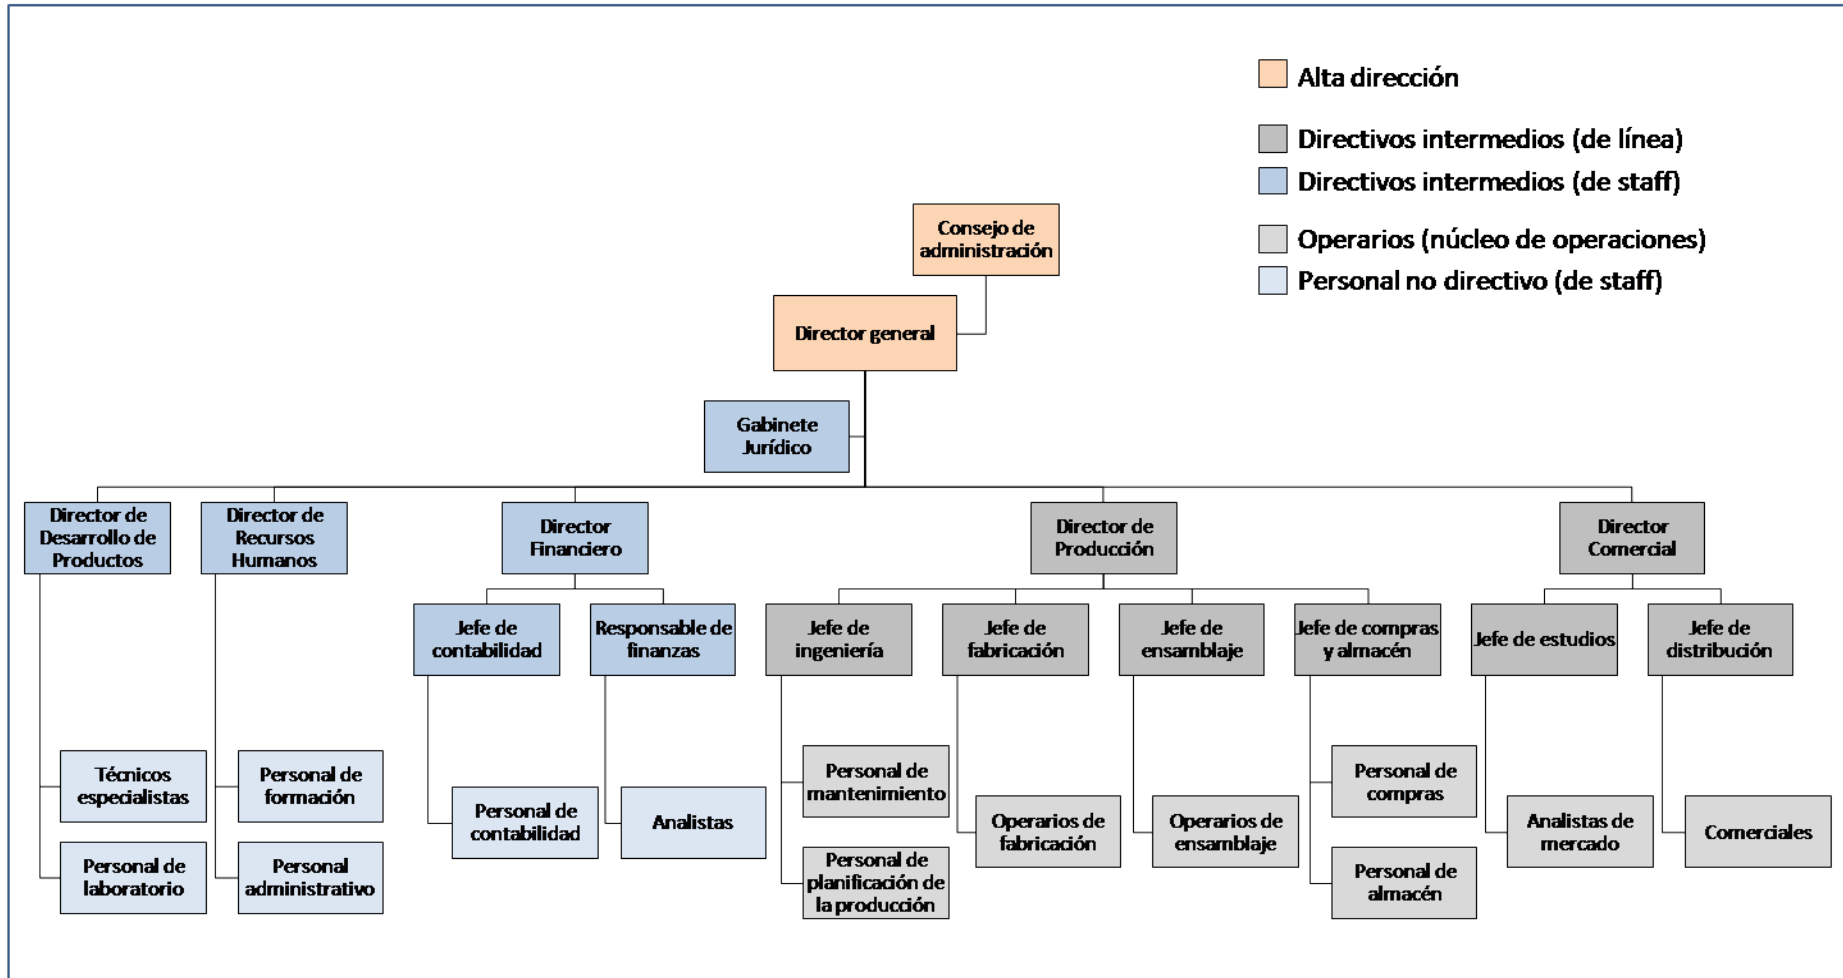 Alta dirección
Directivos intermedios (de línea)
Directivos intermedios (de staff)
Operarios (núcleo de operaciones)
Personal no directivo (de staff)
Consejo de
administración
Director general
Gabinete
Jurídico
Director de
Desarrollo de
Productos
Director de
Recursos
Humanos
Director
Financiero
Director de
Producción
Director
Comercial
Jefe de
contabilidad
Responsable de
finanzas
Jefe de
ingeniería
Jefe de
fabricación
Jefe de
ensamblaje
Jefe de compras
y almacén
Jefe de estudios
Jefe de
distribución
Técnicos
especialistas
Personal de
laboratorio
Personal de
formación
Personal
administrativo
Personal de
contabilidad
Analistas
Personal de
mantenimiento
Personal de
planificación de
la producción
Operarios de
fabricación
Operarios de
ensamblaje
Personal de
compras
Personal de
almacén
Analistas de
mercado
Comerciales